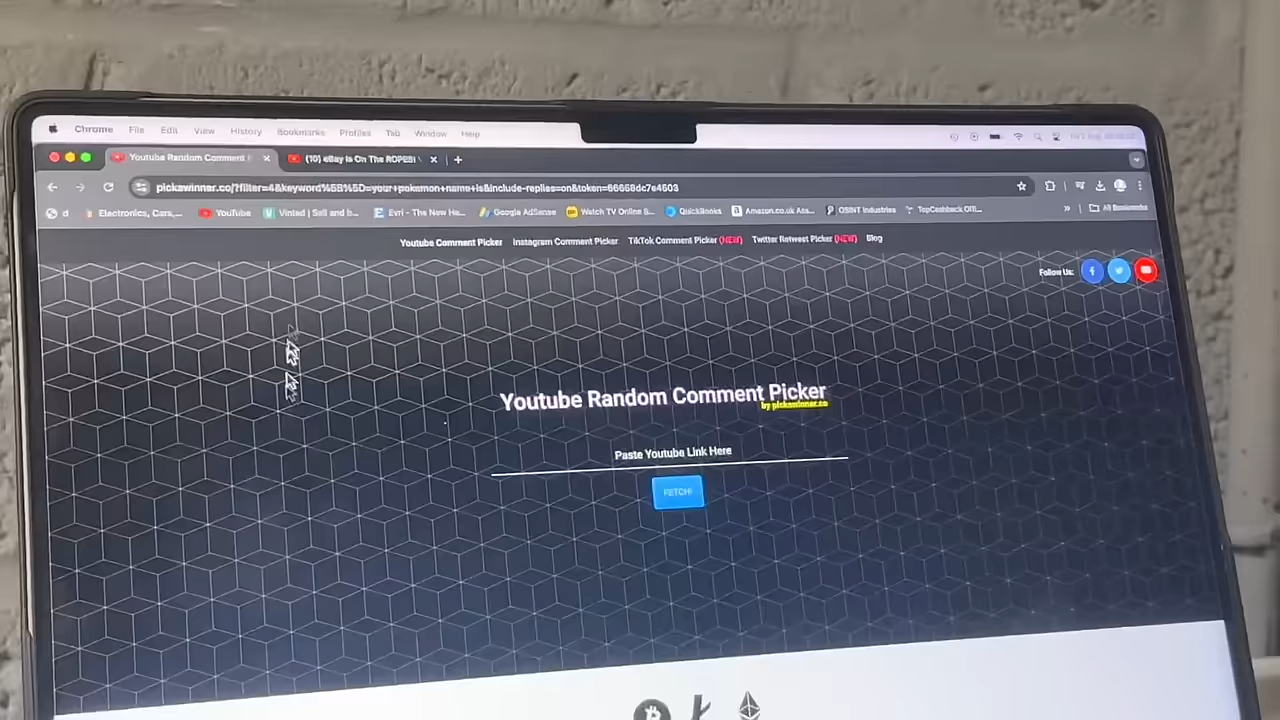 Chrome File Edit View History Bookmarks Profiles Tab Window Help
Youtube Random Comment (10) eBay Is On The ROPES!
pickawinner.co/?filter=4&keyword%5B%5D=your+pokemon+name+is&include-replies=on&token=66658dc7e4603
d Electronics, Cars,... YouTube Vinted | Sell and b... Evri - The New He... Google AdSense Watch TV Online B... QuickBooks Amazon.co.uk Ass... OSINT Industries TopCashback Offi... » All Bookmarks
Youtube Comment Picker Instagram Comment Picker TikTok Comment Picker (NEW) Twitter Retweet Picker (NEW) Blog
Follow Us:
Youtube Random Comment Picker
by pickawinner.co
Paste Youtube Link Here
FETCH!